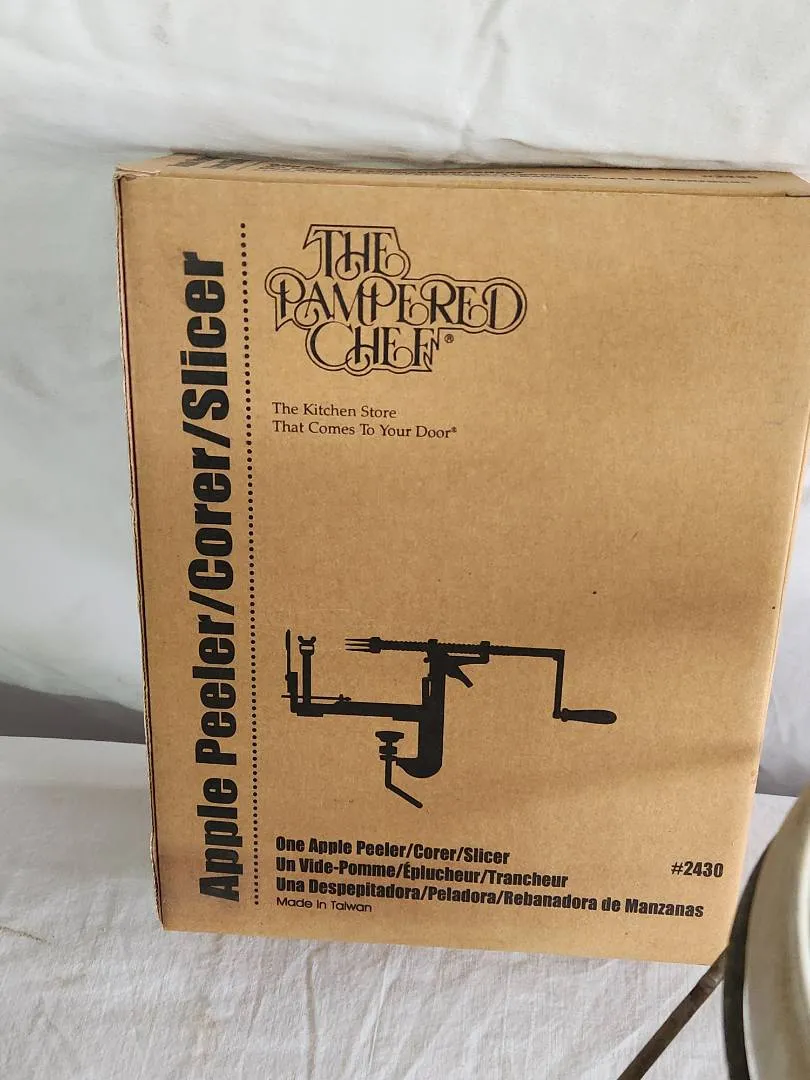 THE
PAMPERED
CHEF®
The Kitchen Store
That Comes To Your Door®
Apple Peeler/Corer/Slicer
One Apple Peeler/Corer/Slicer
Un Vide-Pomme/Éplucheur/Trancheur
Una Despepitadora/Peladora/Rebanadora de Manzanas
Made In Taiwan
#2430